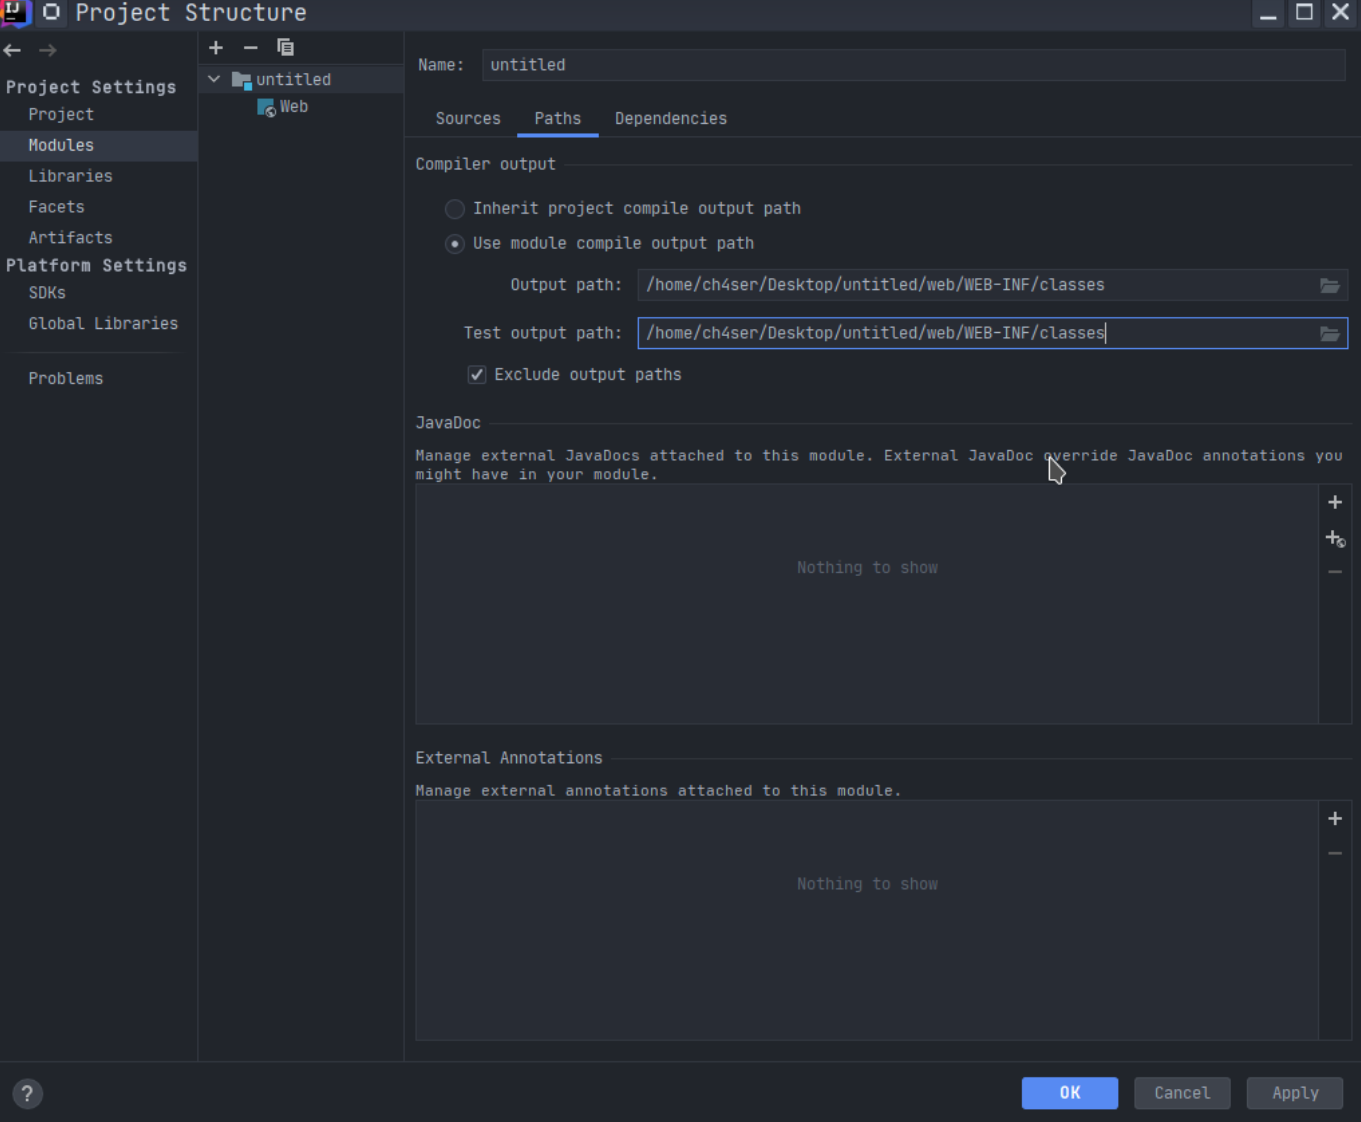 IJ
Project Structure
Project Settings
Project
Modules
Libraries
Facets
Artifacts
Platform Settings
SDKs
Global Libraries
Problems
untitled
Web
Name: untitled
Sources Paths Dependencies
Compiler output
Inherit project compile output path
Use module compile output path
Output path: /home/ch4ser/Desktop/untitled/web/WEB-INF/classes
Test output path: /home/ch4ser/Desktop/untitled/web/WEB-INF/classes
Exclude output paths
JavaDoc
Manage external JavaDocs attached to this module. External JavaDoc override JavaDoc annotations you
might have in your module.
Nothing to show
External Annotations
Manage external annotations attached to this module.
Nothing to show
? OK Cancel Apply